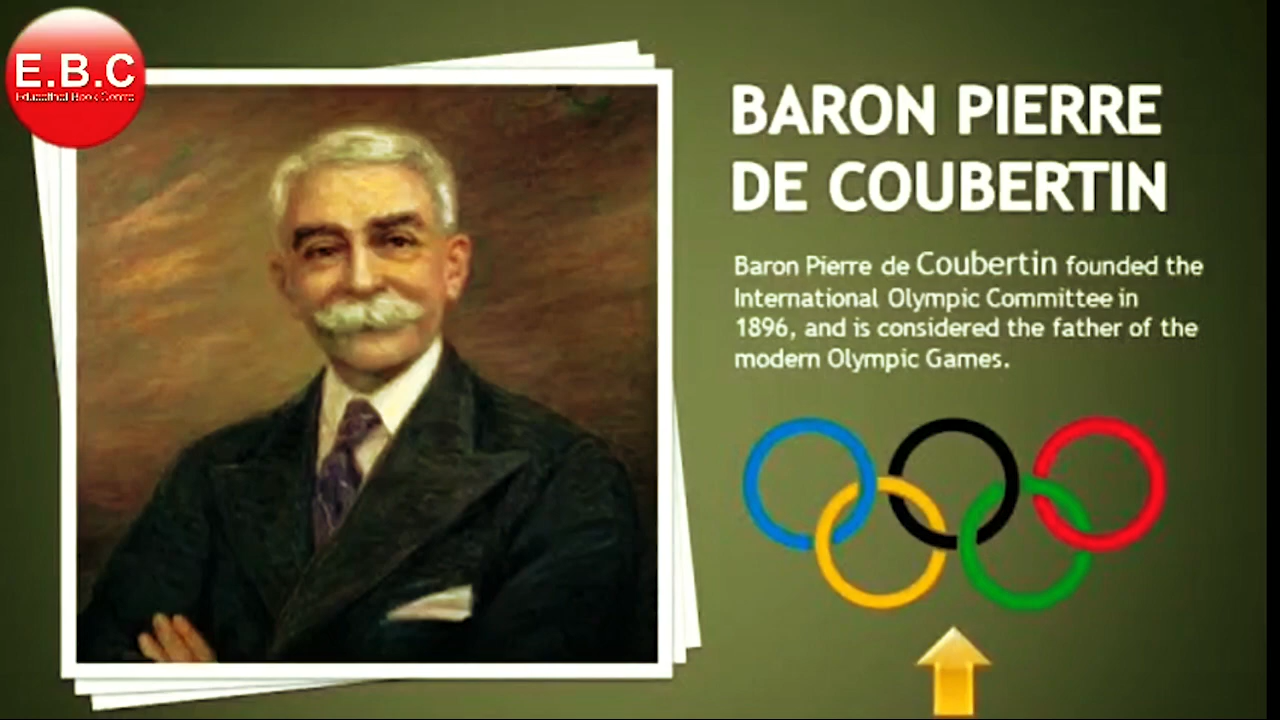 E.B.C
BARON PIERRE
DE COUBERTIN
Baron Pierre de Coubertin founded the
International Olympic Committee in
1896, and is considered the father of the
modern Olympic Games.